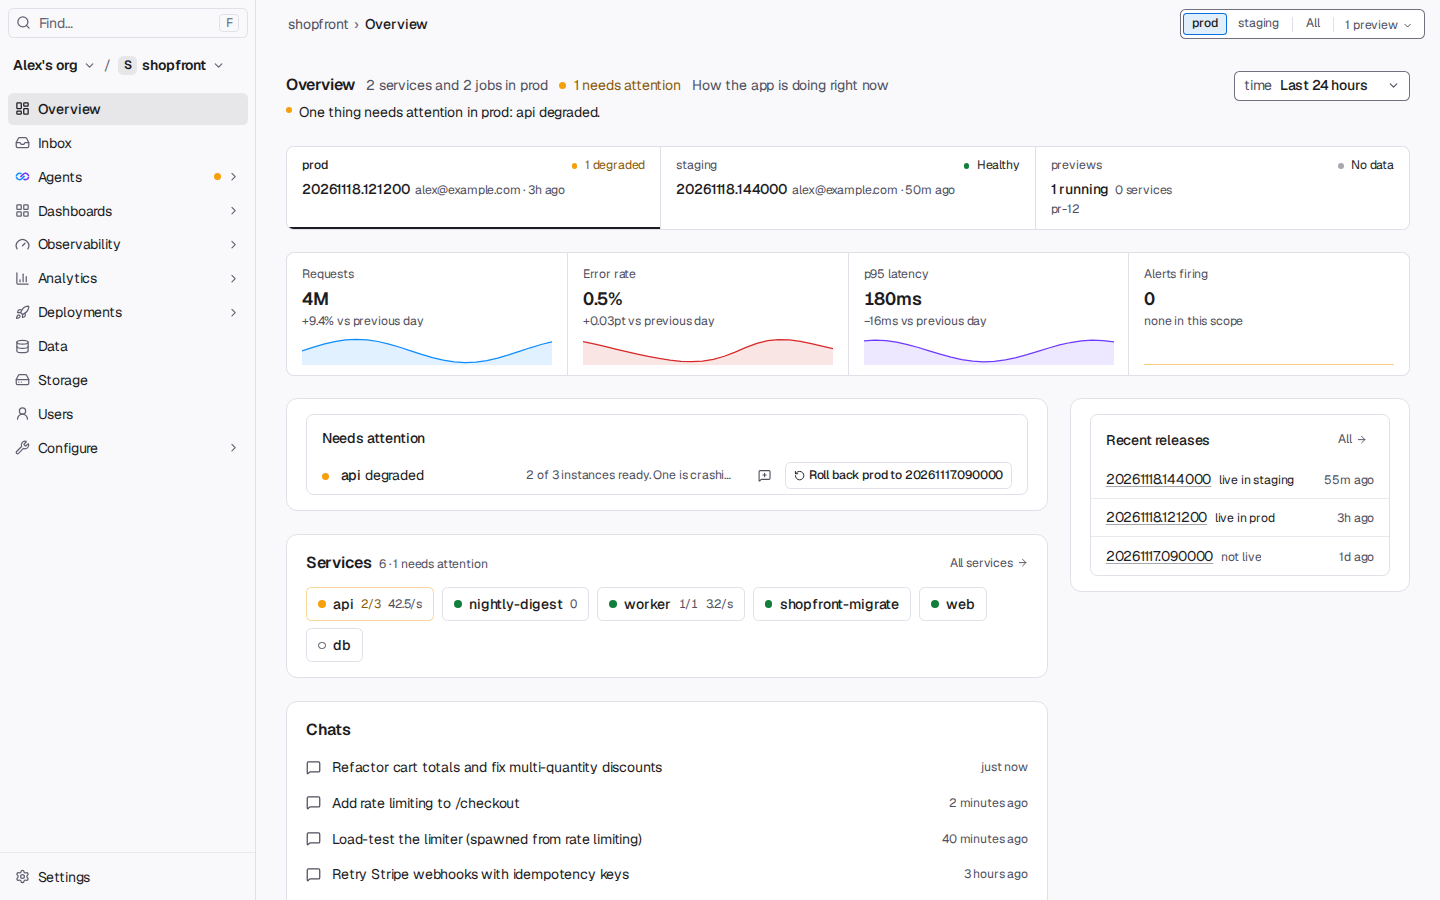 Find...
F
Alex's org / S shopfront
Overview
Inbox
Agents
Dashboards
Observability
Analytics
Deployments
Data
Storage
Users
Configure
Settings
shopfront › Overview
prod staging All 1 preview
Overview 2 services and 2 jobs in prod 1 needs attention How the app is doing right now
time Last 24 hours
One thing needs attention in prod: api degraded.
prod 1 degraded
20261118.121200 alex@example.com · 3h ago
staging Healthy
20261118.144000 alex@example.com · 50m ago
previews No data
1 running 0 services
pr-12
Requests
4M
+9.4% vs previous day
Error rate
0.5%
+0.03pt vs previous day
p95 latency
180ms
−16ms vs previous day
Alerts firing
0
none in this scope
Needs attention
api degraded 2 of 3 instances ready. One is crashi... Roll back prod to 20261117.090000
Recent releases All →
20261118.144000 live in staging 55m ago
20261118.121200 live in prod 3h ago
20261117.090000 not live 1d ago
Services 6 · 1 needs attention All services →
api 2/3 42.5/s nightly-digest 0 worker 1/1 3.2/s shopfront-migrate web
db
Chats
Refactor cart totals and fix multi-quantity discounts just now
Add rate limiting to /checkout 2 minutes ago
Load-test the limiter (spawned from rate limiting) 40 minutes ago
Retry Stripe webhooks with idempotency keys 3 hours ago